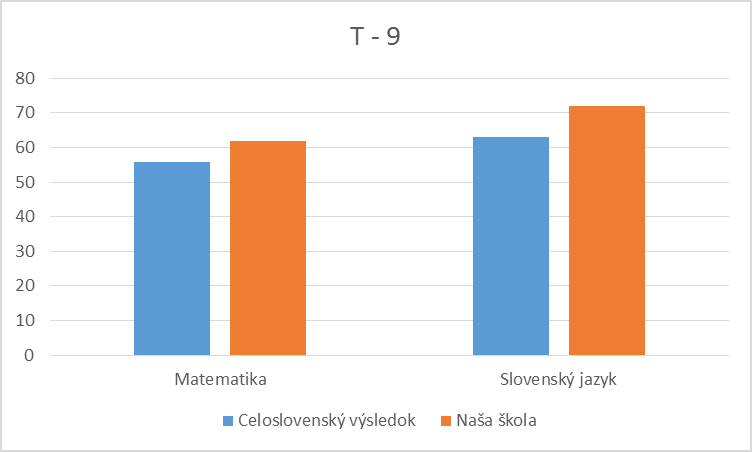 T - 9
80
70
60
50
40
30
20
10
0
Matematika
Slovenský jazyk
Celoslovenský výsledok
Naša škola